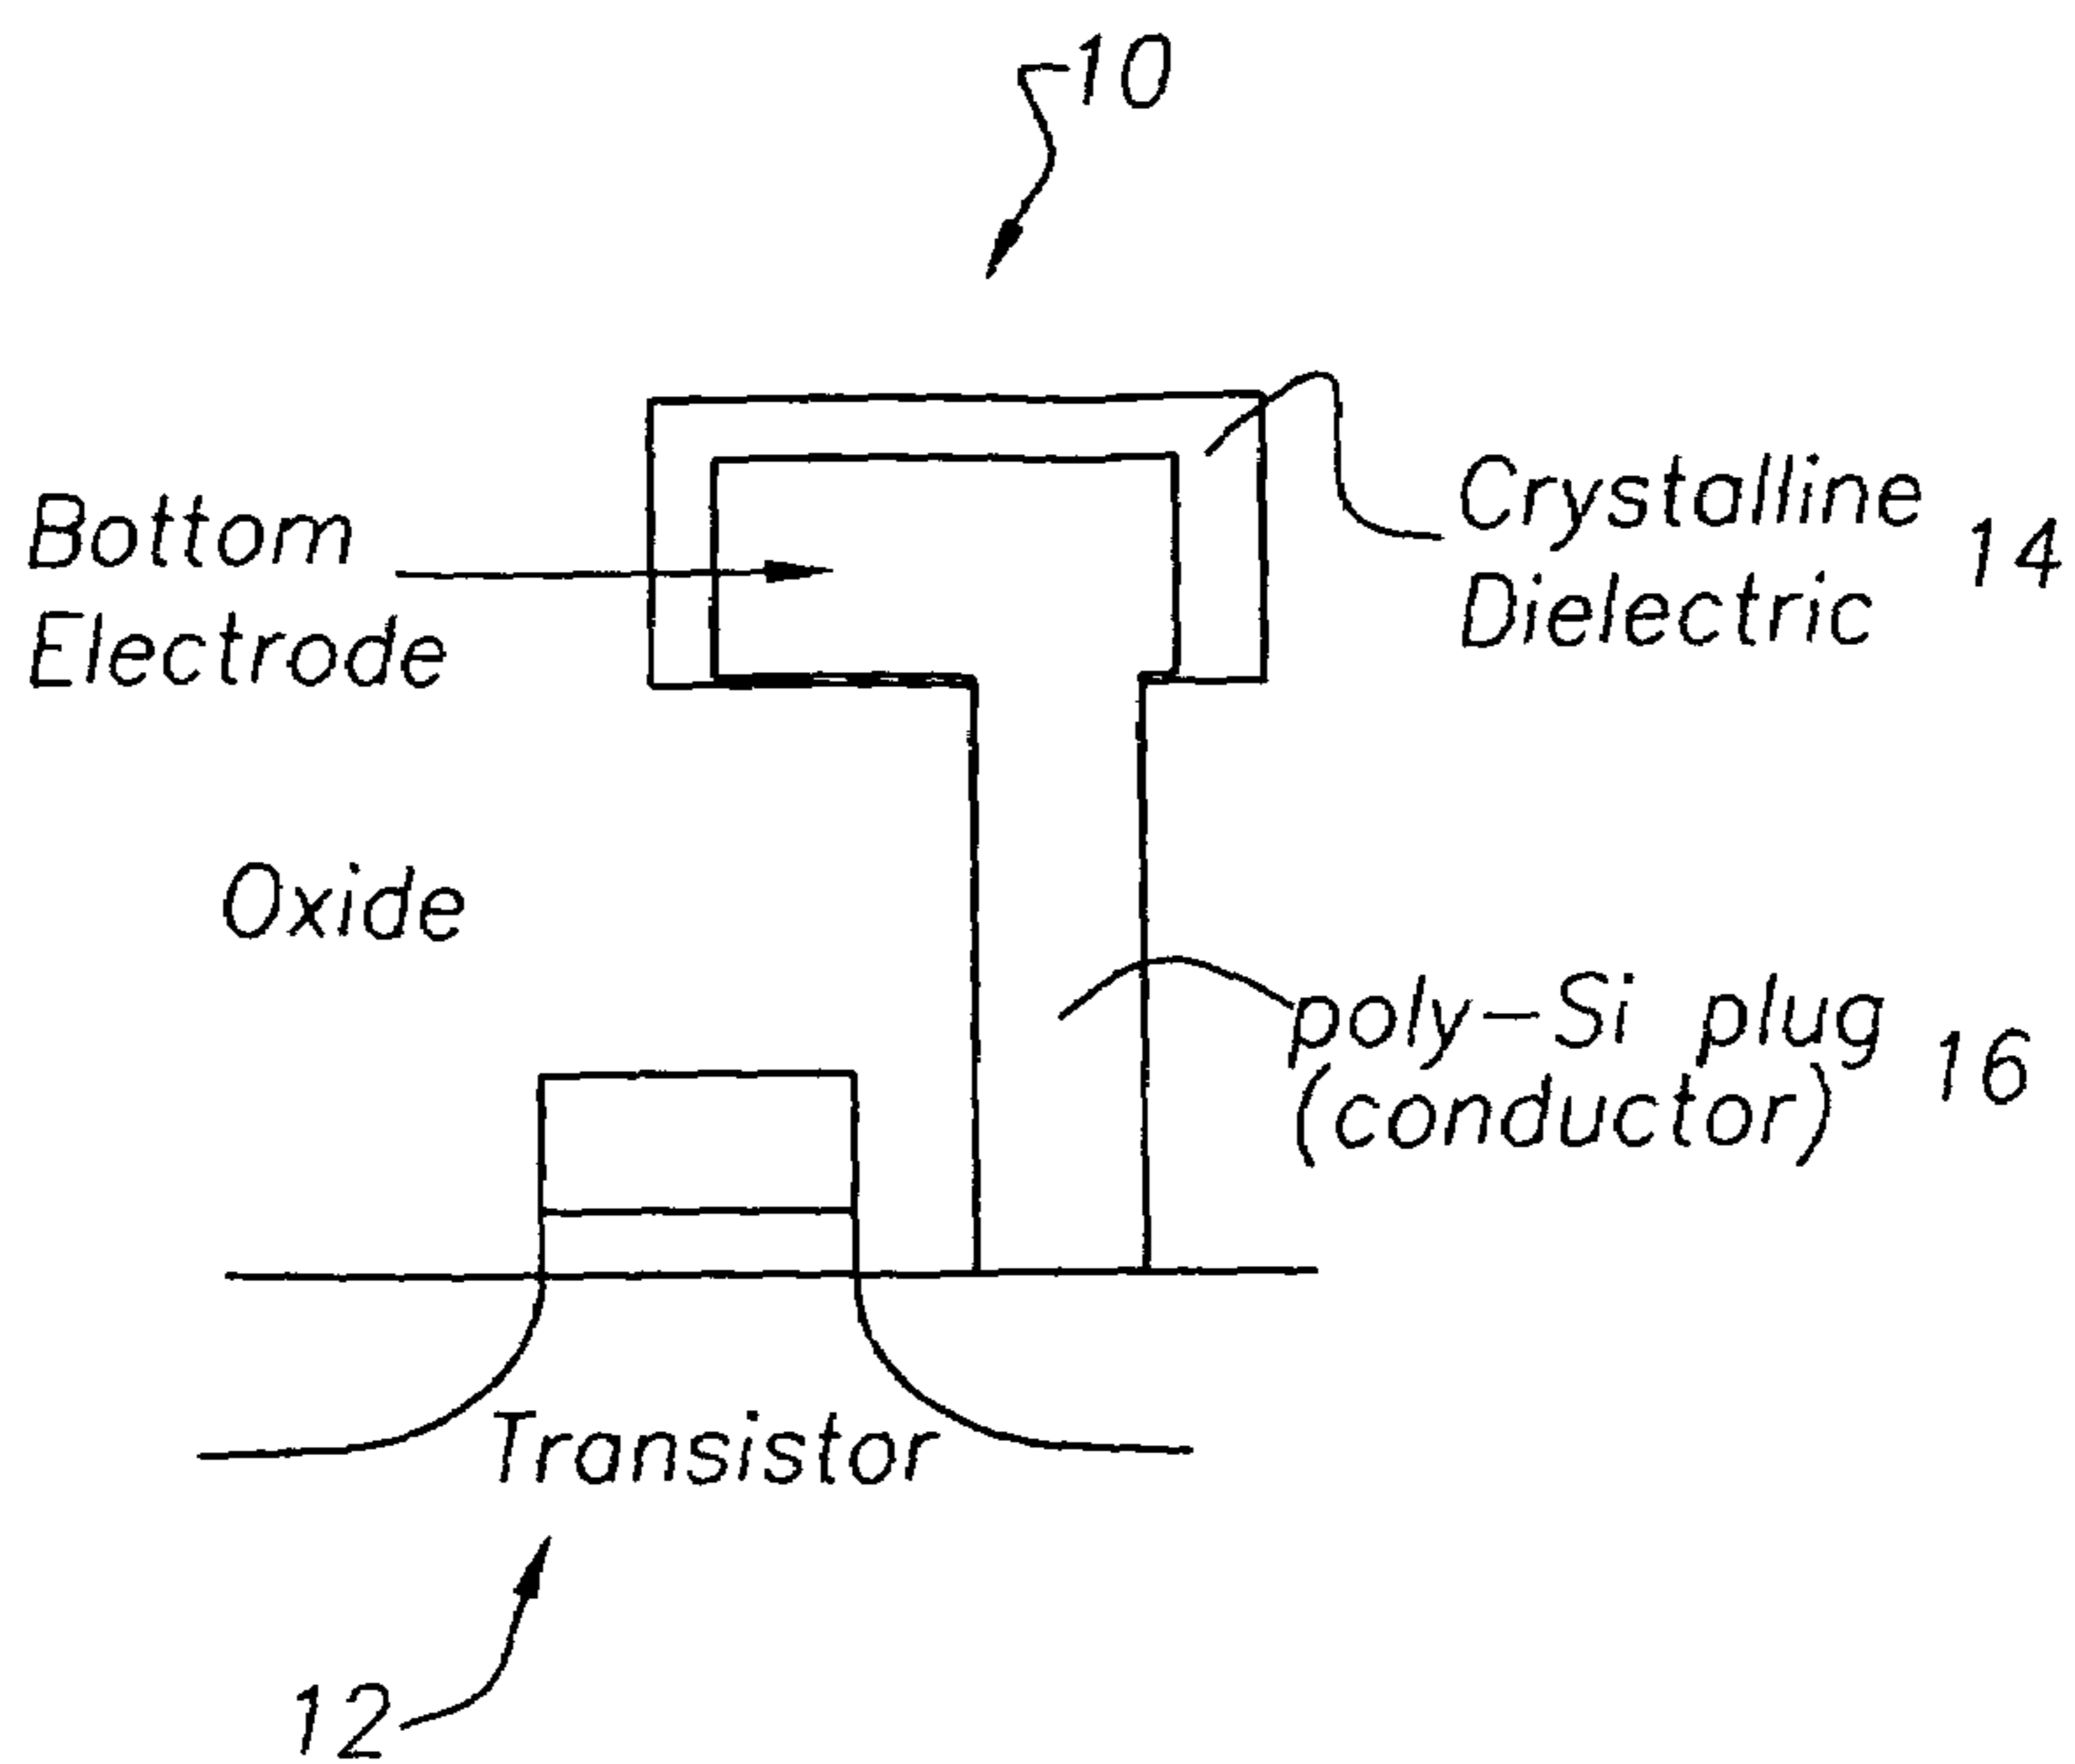 10
Bottom
Electrode
Crystalline
Dielectric
14
Oxide
poly-Si plug
(conductor)
16
Transistor
12